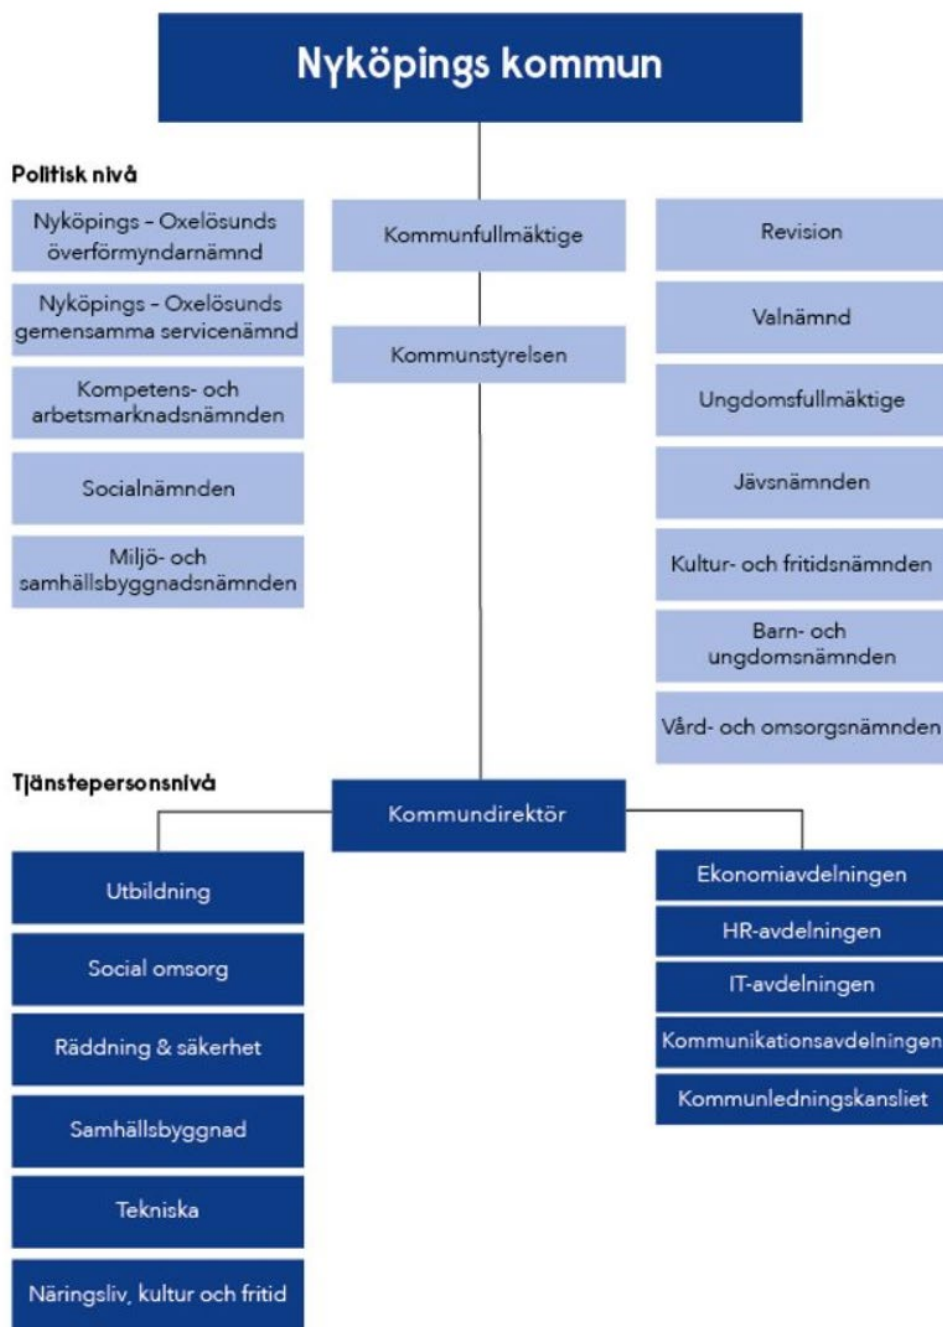 Nyköpings kommun
Politisk nivå
Nyköpings – Oxelösunds
överförmyndarnämnd
Nyköpings – Oxelösunds
gemensamma servicenämnd
Kompetens- och
arbetsmarknadsnämnden
Socialnämnden
Miljö- och
samhällsbyggnadsnämnden
Kommunfullmäktige
Kommunstyrelsen
Revision
Valnämnd
Ungdomsfullmäktige
Jävsnämnden
Kultur- och fritidsnämnden
Barn- och
ungdomsnämnden
Vård- och omsorgsnämnden
Tjänstepersonsnivå
Kommundirektör
Utbildning
Social omsorg
Räddning & säkerhet
Samhällsbyggnad
Tekniska
Näringsliv, kultur och fritid
Ekonomiavdelningen
HR-avdelningen
IT-avdelningen
Kommunikationsavdelningen
Kommunledningskansliet